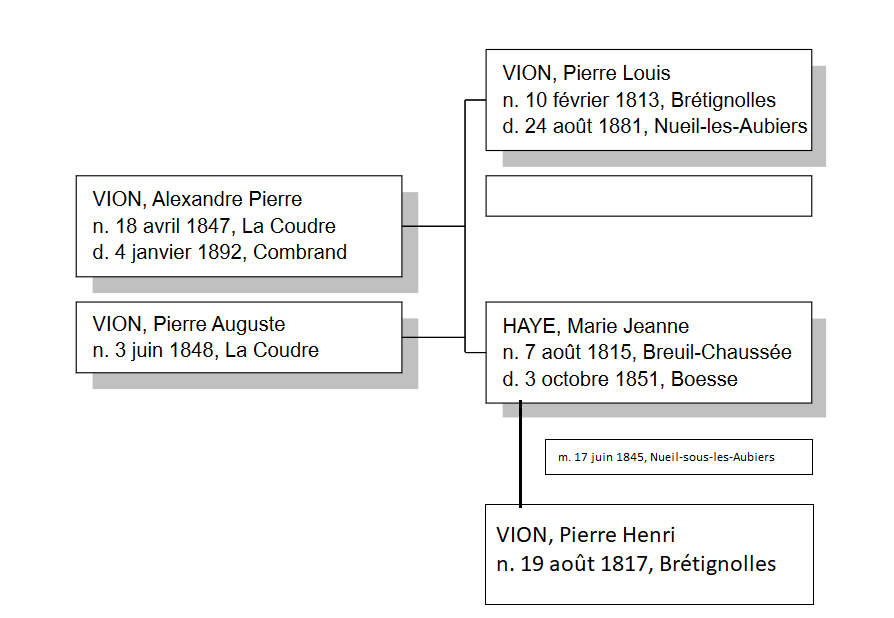 VION, Pierre Louis
n. 10 février 1813, Brétignolles
d. 24 août 1881, Nueil-les-Aubiers
VION, Alexandre Pierre
n. 18 avril 1847, La Coudre
d. 4 janvier 1892, Combrand
VION, Pierre Auguste
n. 3 juin 1848, La Coudre
HAYE, Marie Jeanne
n. 7 août 1815, Breuil-Chaussée
d. 3 octobre 1851, Boesse
m. 17 juin 1845, Nueil-sous-les-Aubiers
VION, Pierre Henri
n. 19 août 1817, Brétignolles